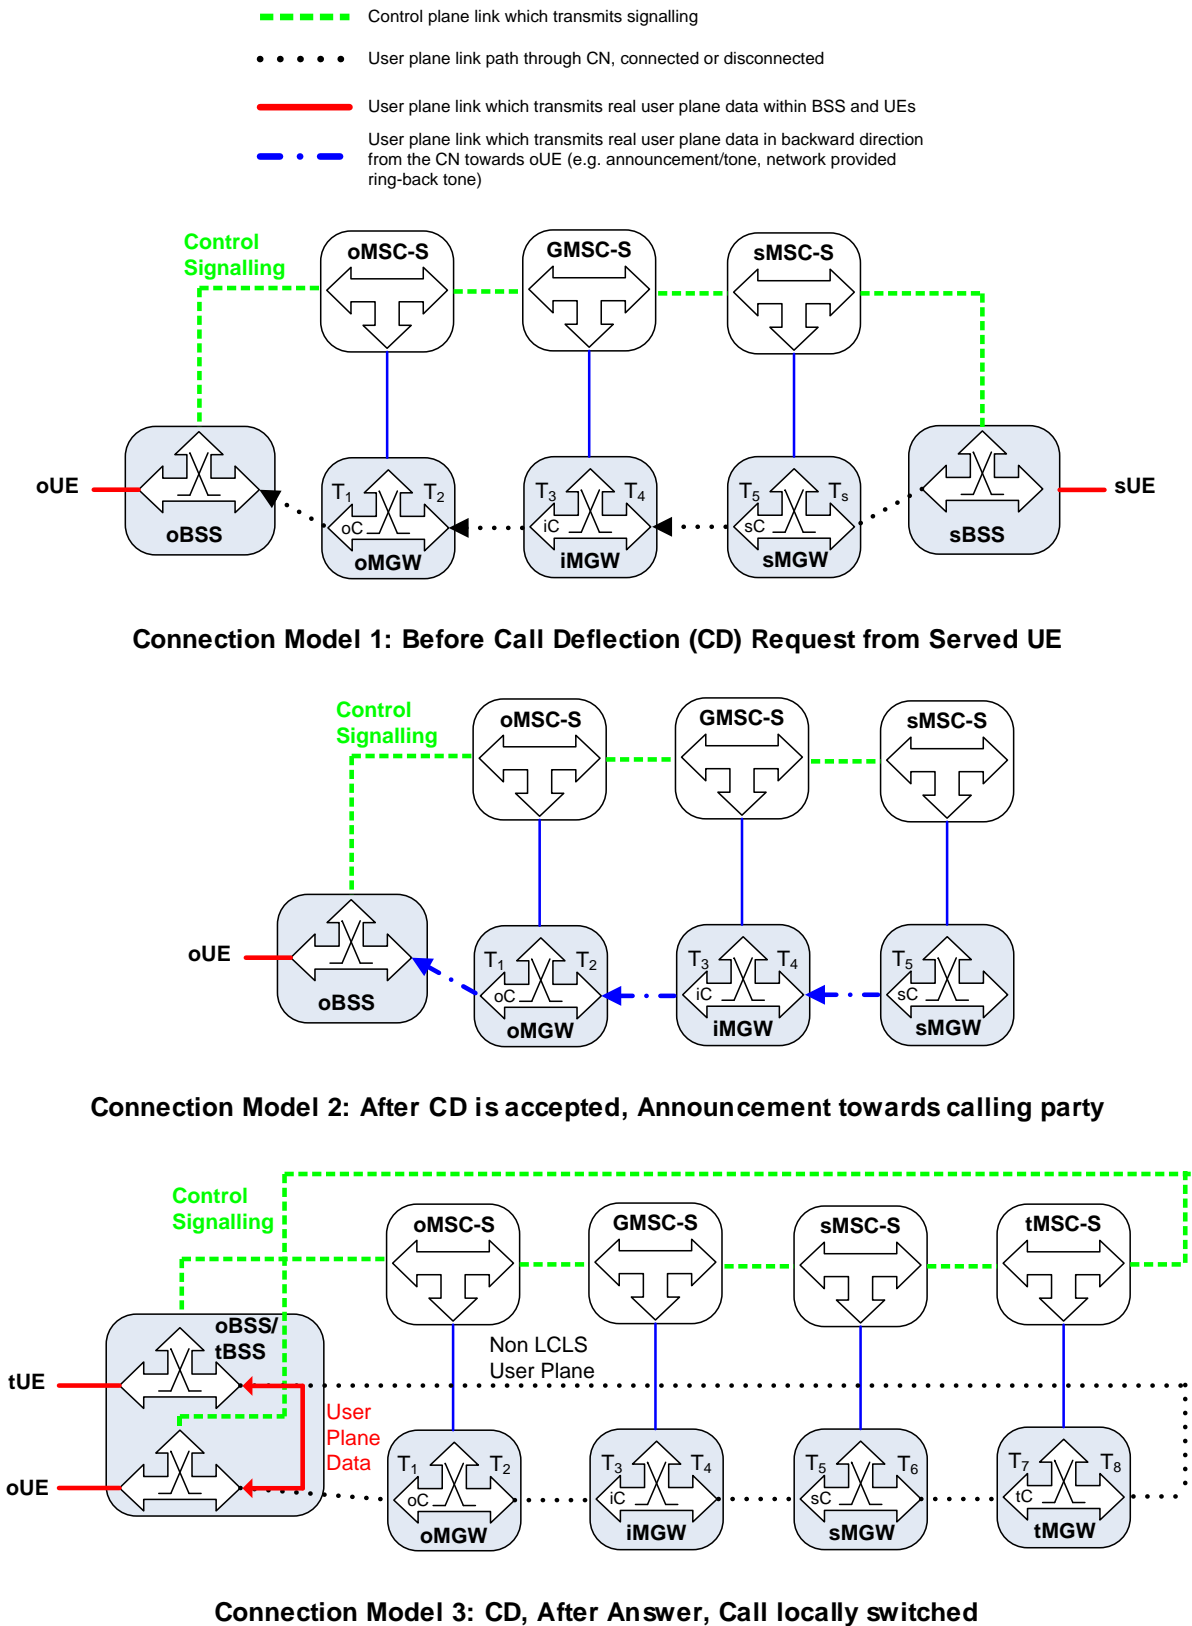 Control plane link which transmits signalling
User plane link path through CN, connected or disconnected
User plane link which transmits real user plane data within BSS and UEs
User plane link which transmits real user plane data in backward direction
from the CN towards oUE (e.g. announcement/tone, network provided
ring-back tone)
Control
Signalling
oMSC-S
GMSC-S
sMSC-S
oUE
oBSS
T1
T2
oC
oMGW
T3
T4
iC
iMGW
T5
Ts
sC
sMGW
sBSS
sUE
Connection Model 1: Before Call Deflection (CD) Request from Served UE
Control
Signalling
oMSC-S
GMSC-S
sMSC-S
oUE
oBSS
T1
T2
oC
oMGW
T3
T4
iC
iMGW
T5
sC
sMGW
Connection Model 2: After CD is accepted, Announcement towards calling party
Control
Signalling
oMSC-S
GMSC-S
sMSC-S
tMSC-S
oBSS/
tBSS
Non LCLS
User Plane
tUE
User
Plane
Data
oUE
T1
T2
oC
oMGW
T3
T4
iC
iMGW
T5
T6
sC
sMGW
T7
T8
tC
tMGW
Connection Model 3: CD, After Answer, Call locally switched